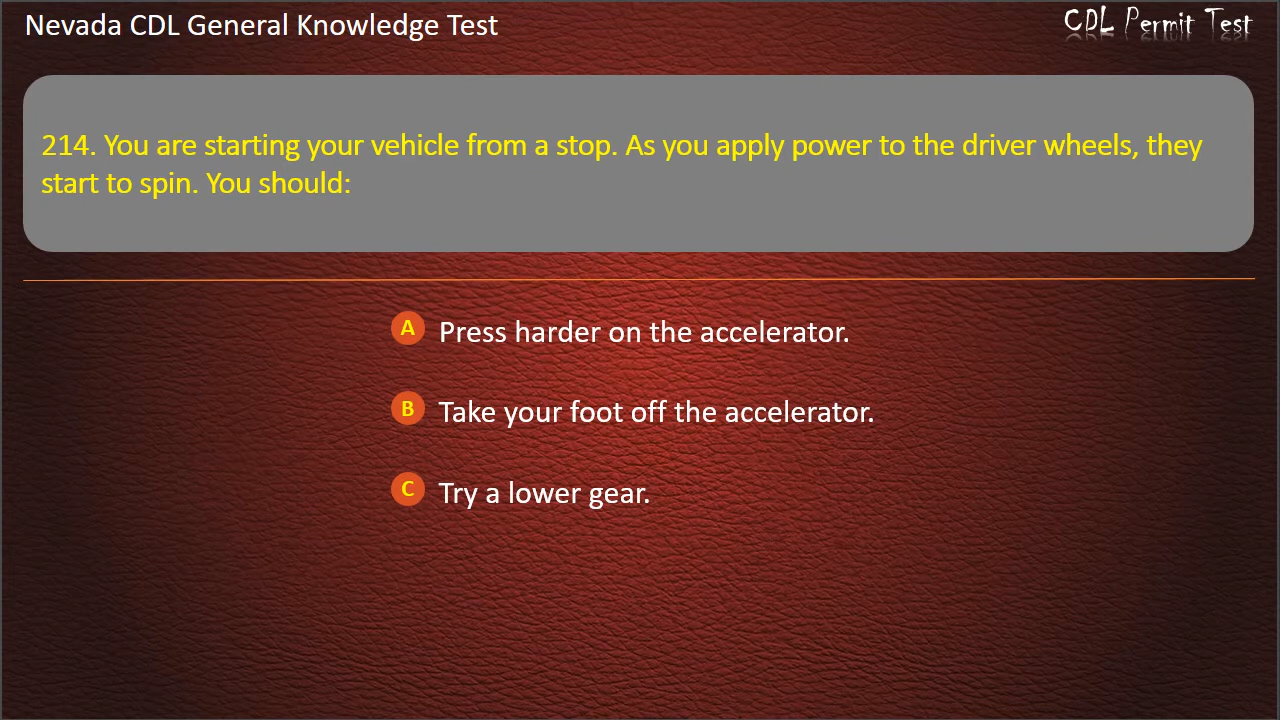 Nevada CDL General Knowledge Test
CDL Permit Test
214. You are starting your vehicle from a stop. As you apply power to the driver wheels, they
start to spin. You should:
A Press harder on the accelerator.
B Take your foot off the accelerator.
C Try a lower gear.